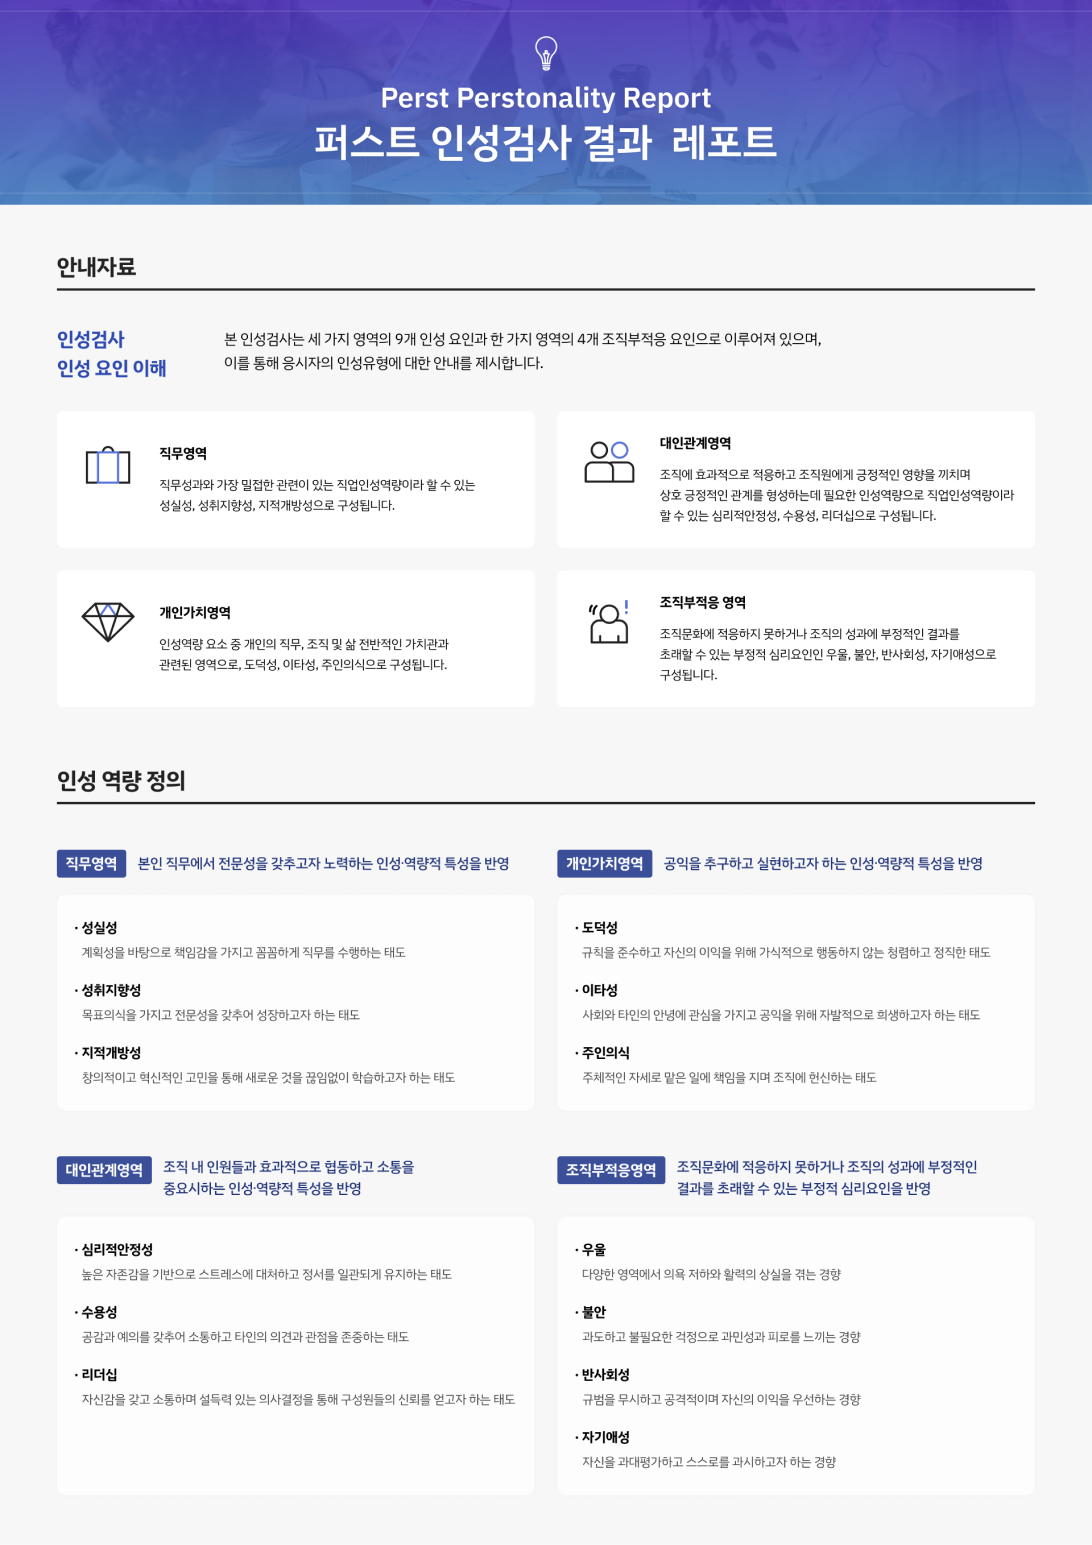 Perst Perstonality Report
퍼스트 인성검사 결과 레포트
안내자료
인성검사
인성 요인 이해
본 인성검사는 세 가지 영역의 9개 인성 요인과 한 가지 영역의 4개 조직부적응 요인으로 이루어져 있으며,
이를 통해 응시자의 인성유형에 대한 안내를 제시합니다.
직무영역
직무성과와 가장 밀접한 관련이 있는 직업인성역량이라 할 수 있는
성실성, 성취지향성, 지적개방성으로 구성됩니다.
대인관계영역
조직에 효과적으로 적응하고 조직원에게 긍정적인 영향을 끼치며
상호 긍정적인 관계를 형성하는데 필요한 인성역량으로 직업인성역량이라
할 수 있는 심리적안정성, 수용성, 리더십으로 구성됩니다.
개인가치영역
인성역량 요소 중 개인의 직무, 조직 및 삶 전반적인 가치관과
관련된 영역으로, 도덕성, 이타성, 주인의식으로 구성됩니다.
조직부적응 영역
조직문화에 적응하지 못하거나 조직의 성과에 부정적인 결과를
초래할 수 있는 부정적 심리요인인 우울, 불안, 반사회성, 자기애성으로
구성됩니다.
인성 역량 정의
직무영역 본인 직무에서 전문성을 갖추고자 노력하는 인성·역량적 특성을 반영
· 성실성
계획성을 바탕으로 책임감을 가지고 꼼꼼하게 직무를 수행하는 태도
· 성취지향성
목표의식을 가지고 전문성을 갖추어 성장하고자 하는 태도
· 지적개방성
창의적이고 혁신적인 고민을 통해 새로운 것을 끊임없이 학습하고자 하는 태도
개인가치영역 공익을 추구하고 실현하고자 하는 인성·역량적 특성을 반영
· 도덕성
규칙을 준수하고 자신의 이익을 위해 가식적으로 행동하지 않는 청렴하고 정직한 태도
· 이타성
사회와 타인의 안녕에 관심을 가지고 공익을 위해 자발적으로 희생하고자 하는 태도
· 주인의식
주체적인 자세로 맡은 일에 책임을 지며 조직에 헌신하는 태도
대인관계영역 조직 내 인원들과 효과적으로 협동하고 소통을
중요시하는 인성·역량적 특성을 반영
· 심리적안정성
높은 자존감을 기반으로 스트레스에 대처하고 정서를 일관되게 유지하는 태도
· 수용성
공감과 예의를 갖추어 소통하고 타인의 의견과 관점을 존중하는 태도
· 리더십
자신감을 갖고 소통하며 설득력 있는 의사결정을 통해 구성원들의 신뢰를 얻고자 하는 태도
조직부적응영역 조직문화에 적응하지 못하거나 조직의 성과에 부정적인
결과를 초래할 수 있는 부정적 심리요인을 반영
· 우울
다양한 영역에서 의욕 저하와 활력의 상실을 겪는 경향
· 불안
과도하고 불필요한 걱정으로 과민성과 피로를 느끼는 경향
· 반사회성
규범을 무시하고 공격적이며 자신의 이익을 우선하는 경향
· 자기애성
자신을 과대평가하고 스스로를 과시하고자 하는 경향